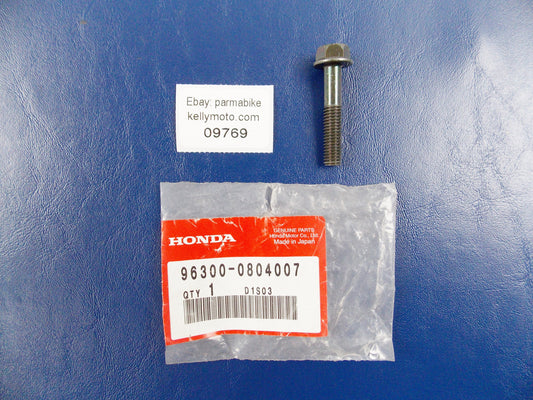 Ebay: parmabike
kellymoto.com
09769
HONDA
GENUINE PARTS
Honda Motor Co., Ltd.
Made in Japan
96300-0804007
QTY 1 D1S03